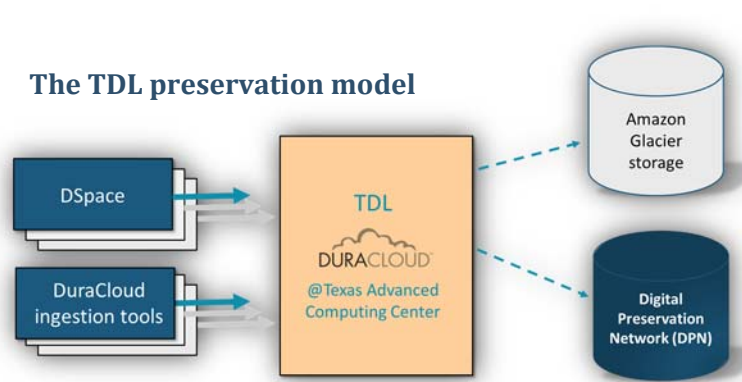 The TDL preservation model
DSpace
DuraCloud
ingestion tools
TDL
DURACLOUD
@Texas Advanced
Computing Center
Amazon
Glacier
storage
Digital
Preservation
Network (DPN)